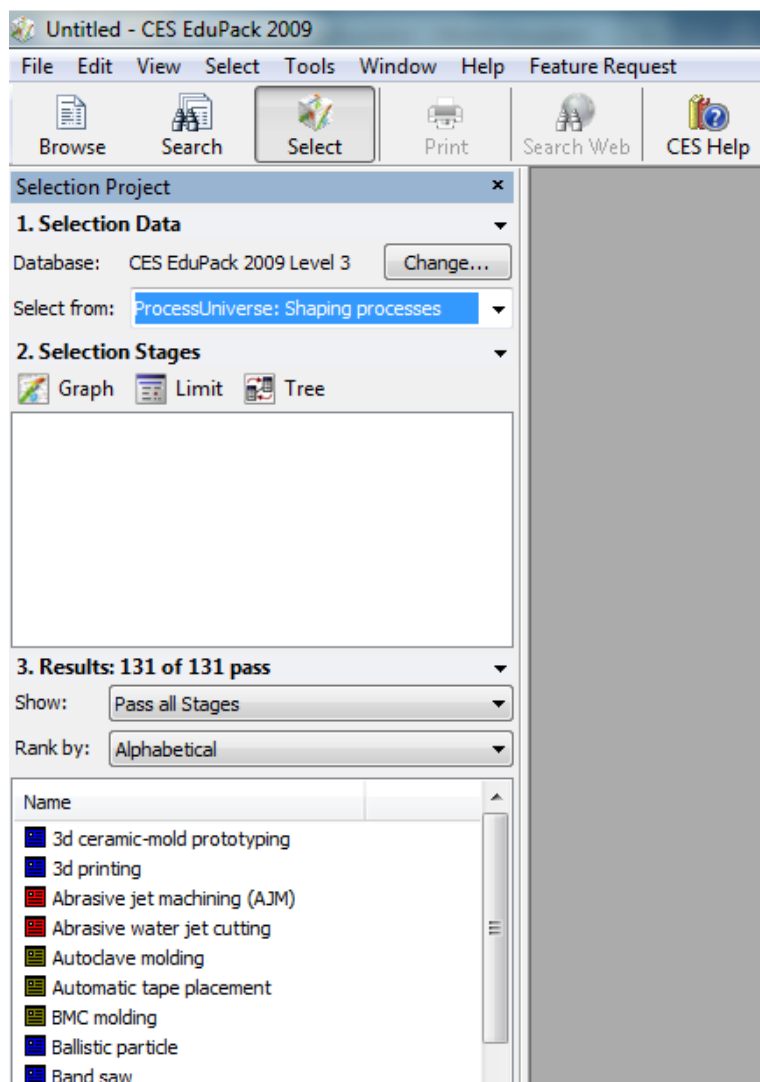 Untitled - CES EduPack 2009
File Edit View Select Tools Window Help Feature Request
Browse Search Select Print Search Web CES Help
Selection Project
1. Selection Data
Database: CES EduPack 2009 Level 3 Change...
Select from: ProcessUniverse: Shaping processes
2. Selection Stages
Graph Limit Tree
3. Results: 131 of 131 pass
Show: Pass all Stages
Rank by: Alphabetical
Name
3d ceramic-mold prototyping
3d printing
Abrasive jet machining (AJM)
Abrasive water jet cutting
Autoclave molding
Automatic tape placement
BMC molding
Ballistic particle
Band saw